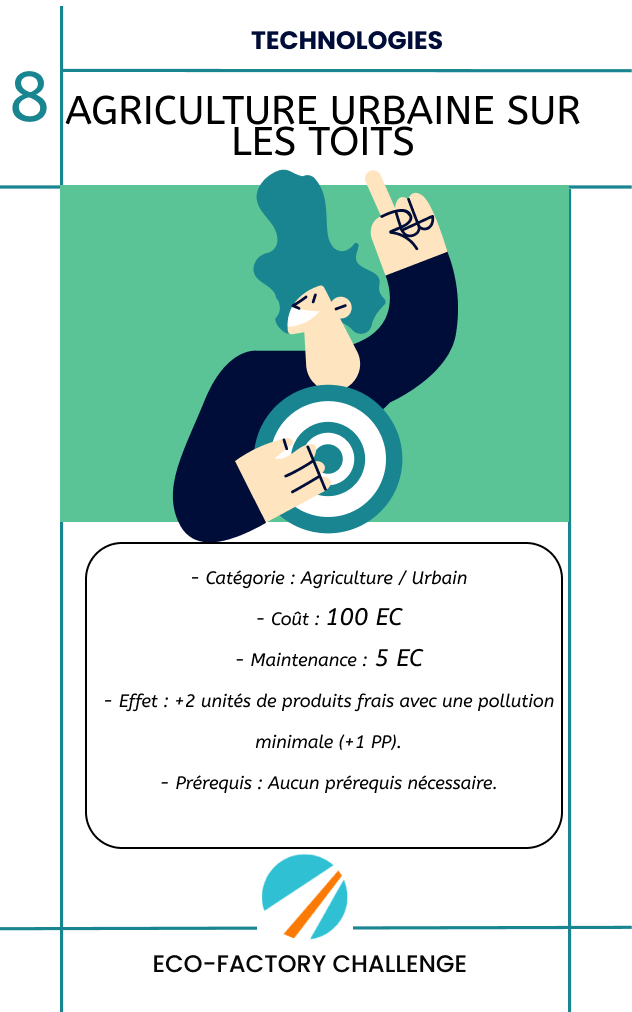 TECHNOLOGIES
8
AGRICULTURE URBAINE SUR
LES TOITS
- Catégorie : Agriculture / Urbain
- Coût : 100 EC
- Maintenance : 5 EC
- Effet : +2 unités de produits frais avec une pollution
minimale (+1 PP).
- Prérequis : Aucun prérequis nécessaire.
ECO-FACTORY CHALLENGE